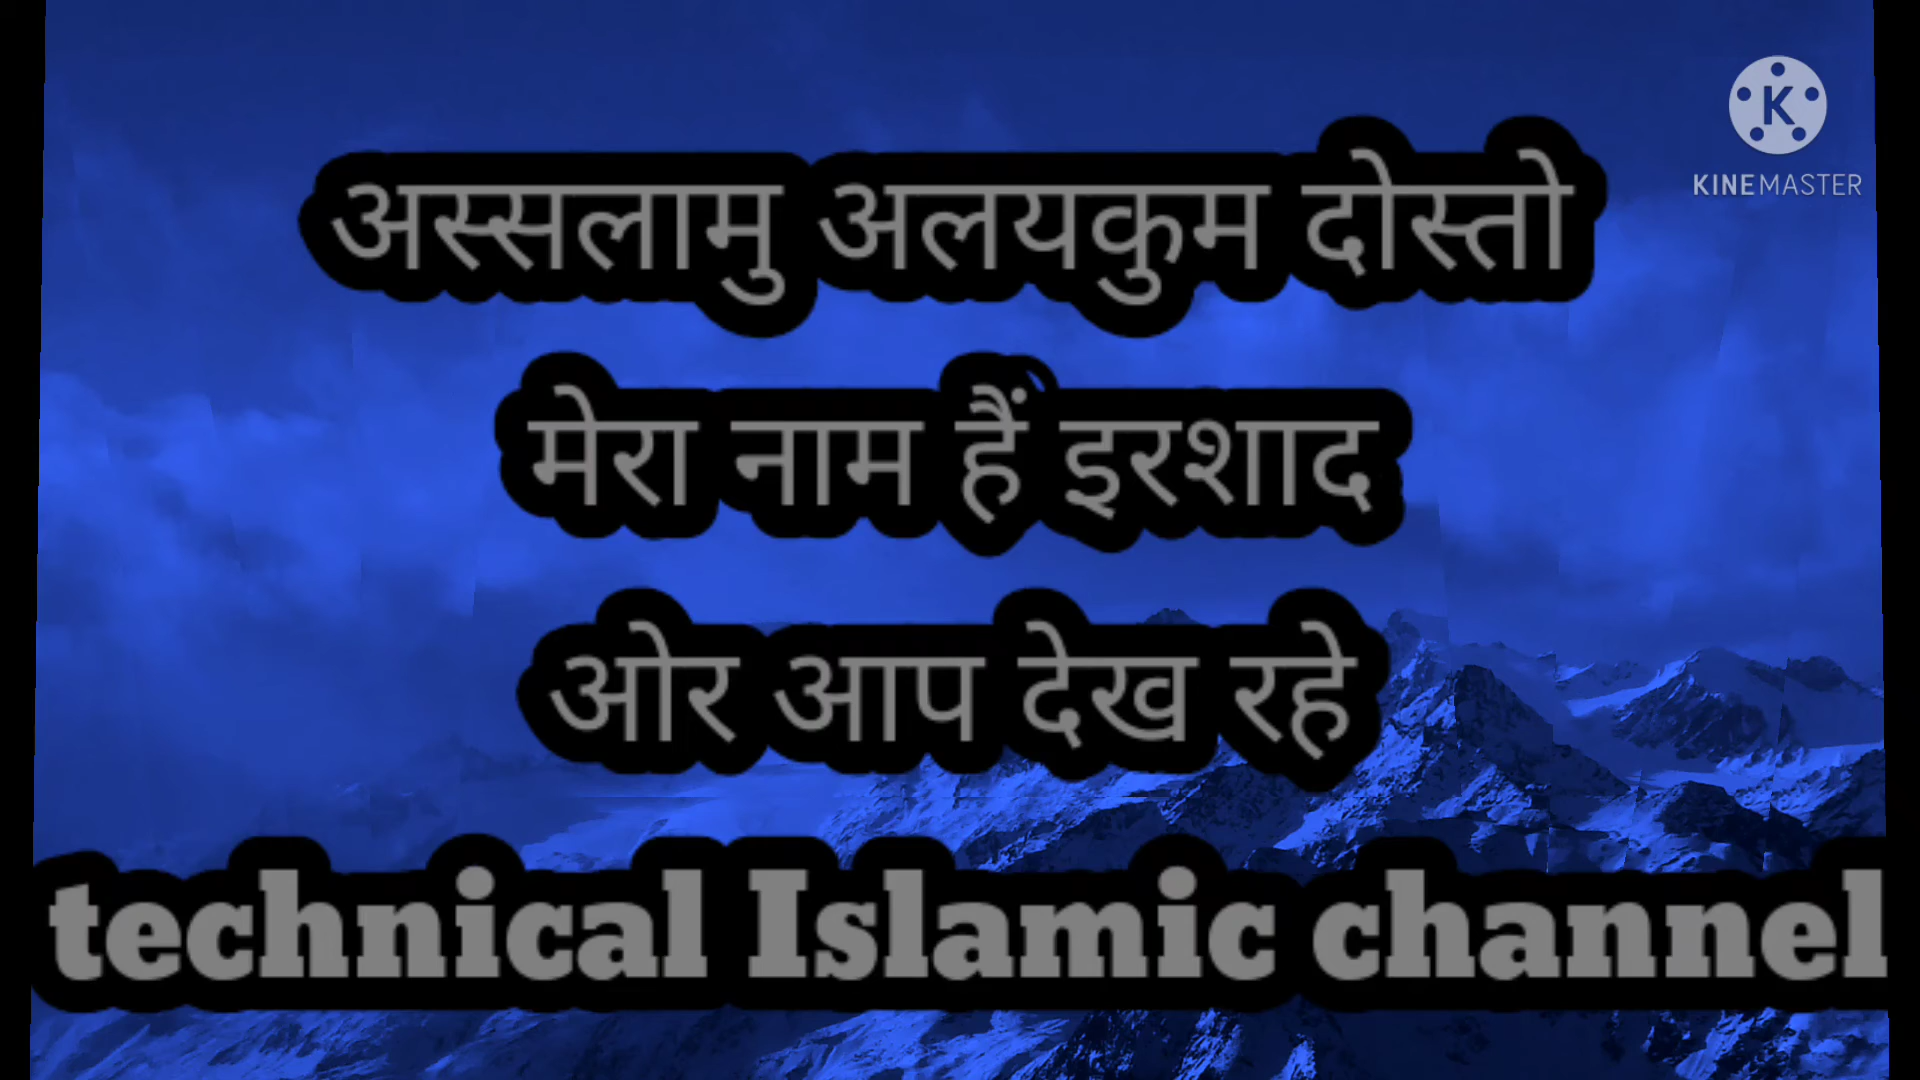 KINEMASTER
अस्सलामु अलयकुम दोस्तो
मेरा नाम हैं इरशाद
ओर आप देख रहे
technical Islamic channel